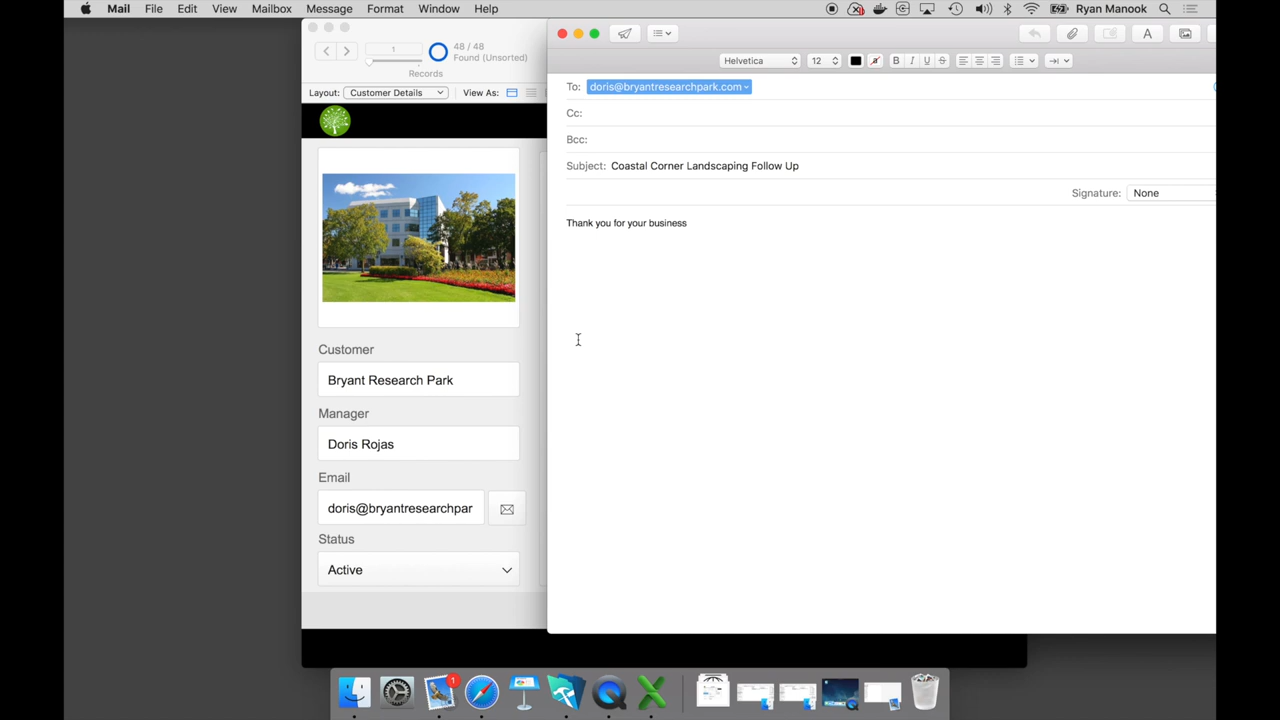 Mail File Edit View Mailbox Message Format Window Help Ryan Manook
1
48 / 48
Found (Unsorted)
Records
Layout: Customer Details View As:
Customer
Bryant Research Park
Manager
Doris Rojas
Email
doris@bryantresearchpar
Status
Active
Helvetica 12 B I U S
To: doris@bryantresearchpark.com
Cc:
Bcc:
Subject: Coastal Corner Landscaping Follow Up
Signature: None
Thank you for your business
1